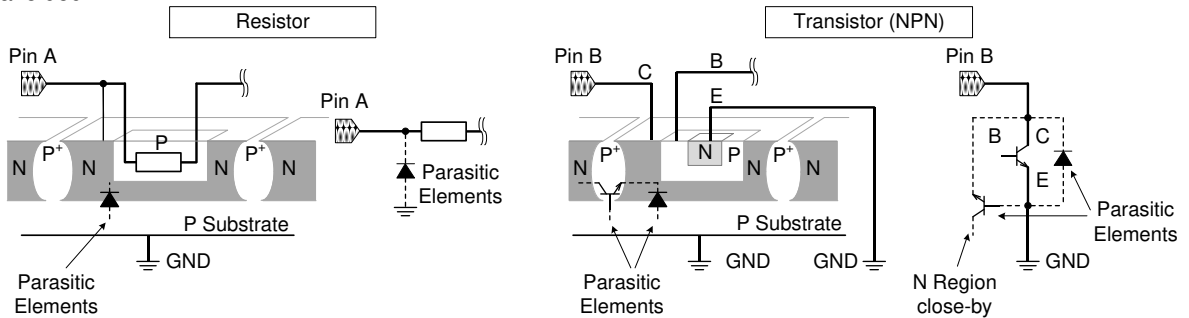 Resistor
Transistor (NPN)
Pin A
Pin A
P
N
P+
N
P+
N
Parasitic
Elements
P Substrate
GND
Parasitic
Elements
Pin B
C
B
E
N
P+
N
P
P+
N
N
P Substrate
GND
GND
Parasitic
Elements
Pin B
B
C
E
Parasitic
Elements
GND
N Region
close-by